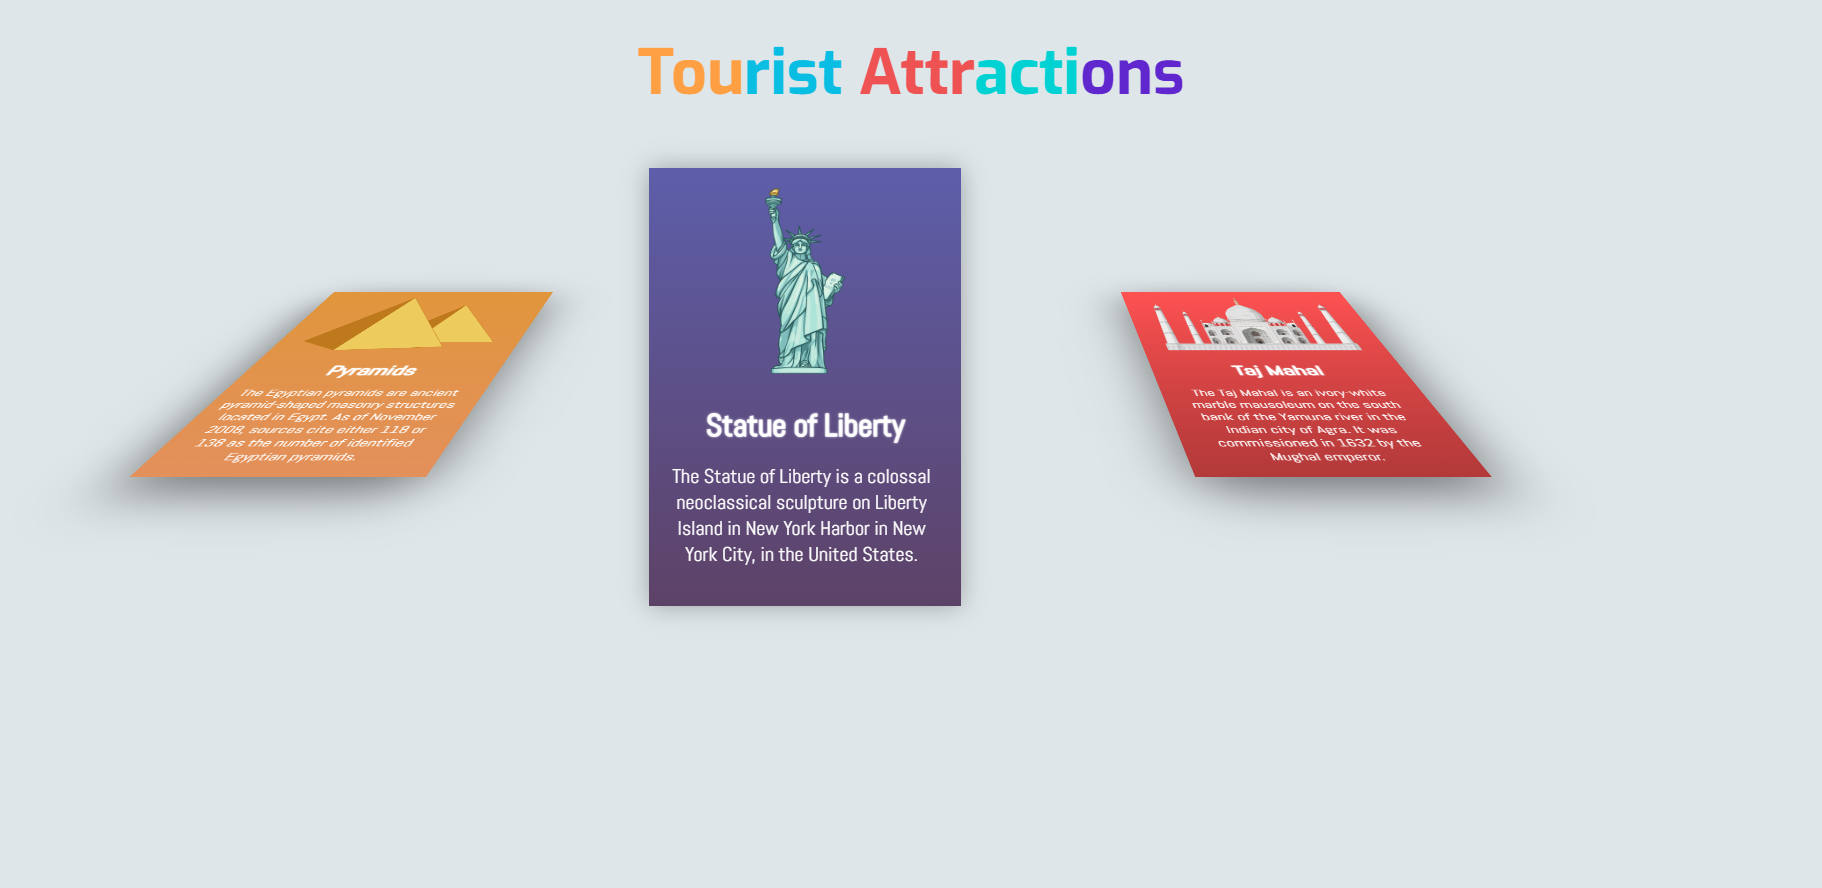 Tourist Attractions
Pyramids
The Egyptian pyramids are ancient
pyramid-shaped masonry structures
located in Egypt. As of November
2008, sources cite either 118 or
138 as the number of identified
Egyptian pyramids.
Statue of Liberty
The Statue of Liberty is a colossal
neoclassical sculpture on Liberty
Island in New York Harbor in New
York City, in the United States.
Taj Mahal
The Taj Mahal is an ivory-white
marble mausoleum on the south
bank of the Yamuna river in the
Indian city of Agra. It was
commissioned in 1632 by the
Mughal emperor.